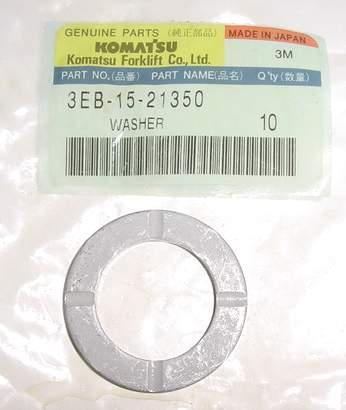 GENUINE PARTS (純正部品) MADE IN JAPAN
KOMATSU 3M
Komatsu Forklift Co., Ltd.
PART NO.(品番) PART NAME(品名) Q'ty (数量)
3EB-15-21350
WASHER 10